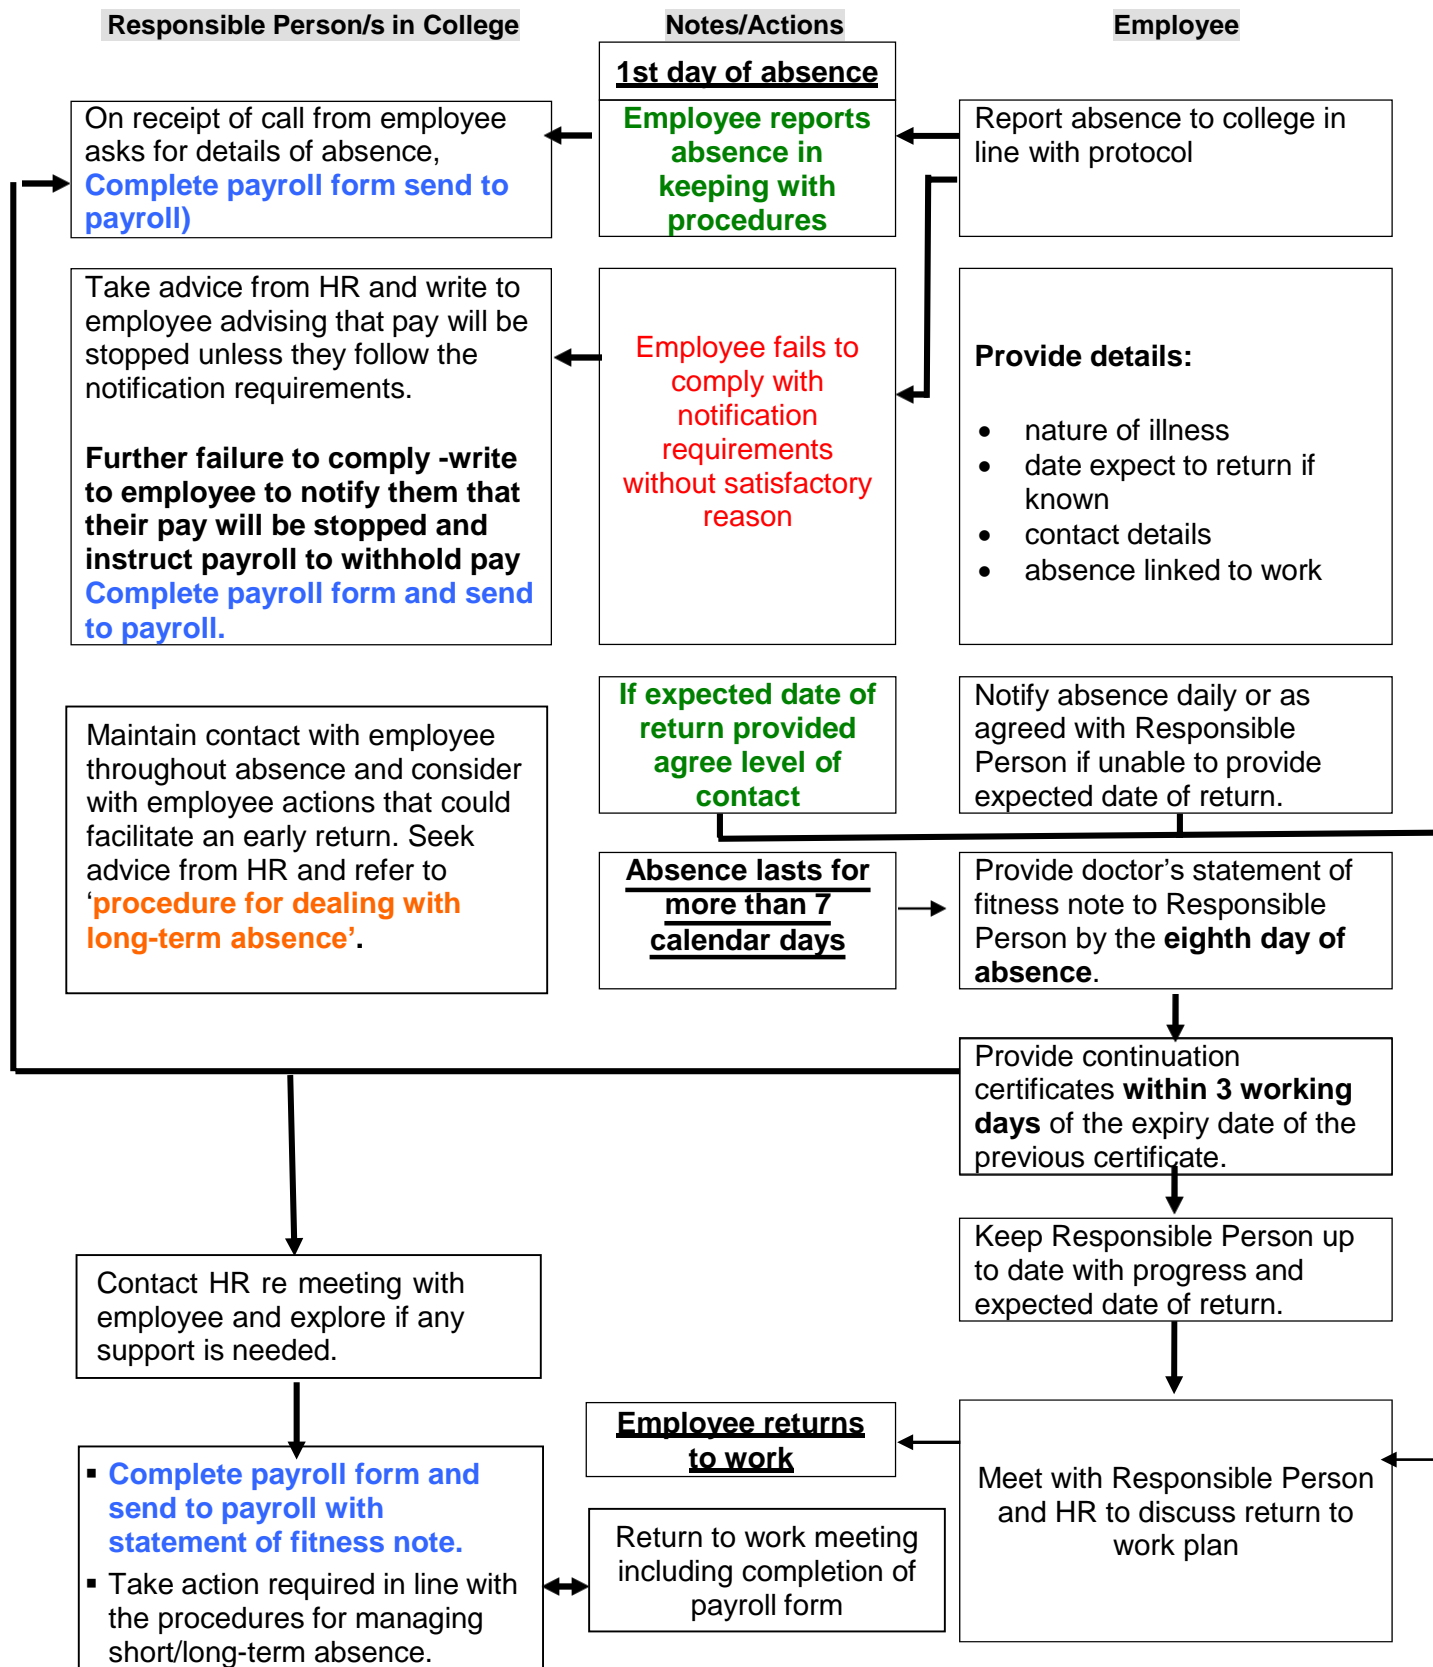 Responsible Person/s in College
Notes/Actions
Employee
1st day of absence
On receipt of call from employee
asks for details of absence,
Complete payroll form send to
payroll)
Employee reports
absence in
keeping with
procedures
Report absence to college in
line with protocol
Take advice from HR and write to
employee advising that pay will be
stopped unless they follow the
notification requirements.
Further failure to comply -write
to employee to notify them that
their pay will be stopped and
instruct payroll to withhold pay
Complete payroll form and send
to payroll.
Employee fails to
comply with
notification
requirements
without satisfactory
reason
Provide details:
• nature of illness
• date expect to return if
known
• contact details
• absence linked to work
Maintain contact with employee
throughout absence and consider
with employee actions that could
facilitate an early return. Seek
advice from HR and refer to
‘procedure for dealing with
long-term absence’.
If expected date of
return provided
agree level of
contact
Notify absence daily or as
agreed with Responsible
Person if unable to provide
expected date of return.
Absence lasts for
more than 7
calendar days
Provide doctor’s statement of
fitness note to Responsible
Person by the eighth day of
absence.
Provide continuation
certificates within 3 working
days of the expiry date of the
previous certificate.
Keep Responsible Person up
to date with progress and
expected date of return.
Contact HR re meeting with
employee and explore if any
support is needed.
Employee returns
to work
Meet with Responsible Person
and HR to discuss return to
work plan
▪ Complete payroll form and
send to payroll with
statement of fitness note.
▪ Take action required in line with
the procedures for managing
short/long-term absence.
Return to work meeting
including completion of
payroll form